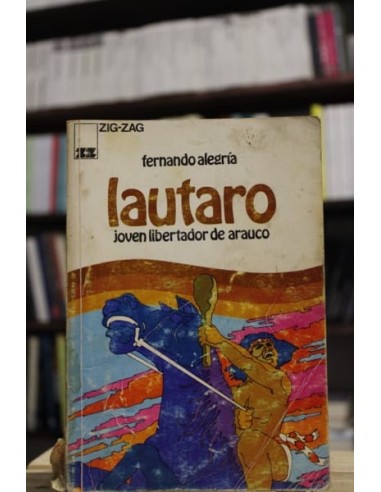 ZIG-ZAG
fernando alegría
lautaro
joven libertador de arauco